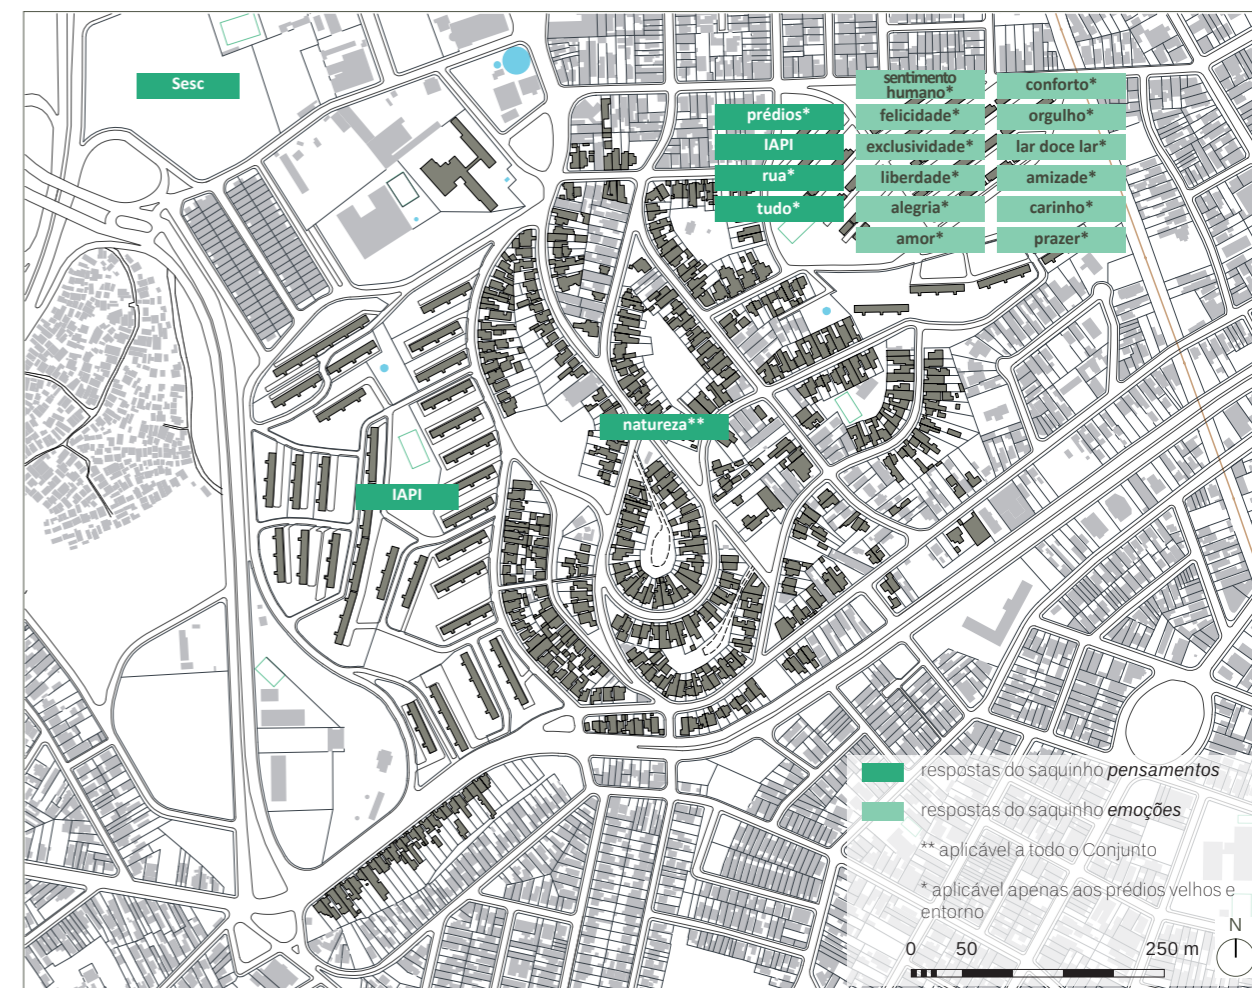 Sesc
sentimento
humano*
conforto*
prédios*
felicidade*
orgulho*
IAPI
exclusividade*
lar doce lar*
rua*
liberdade*
amizade*
tudo*
alegria*
carinho*
amor*
prazer*
natureza**
IAPI
respostas do saquinho pensamentos
respostas do saquinho emoções
** aplicável a todo o Conjunto
* aplicável apenas aos prédios velhos e
entorno
N
0 50 250 m